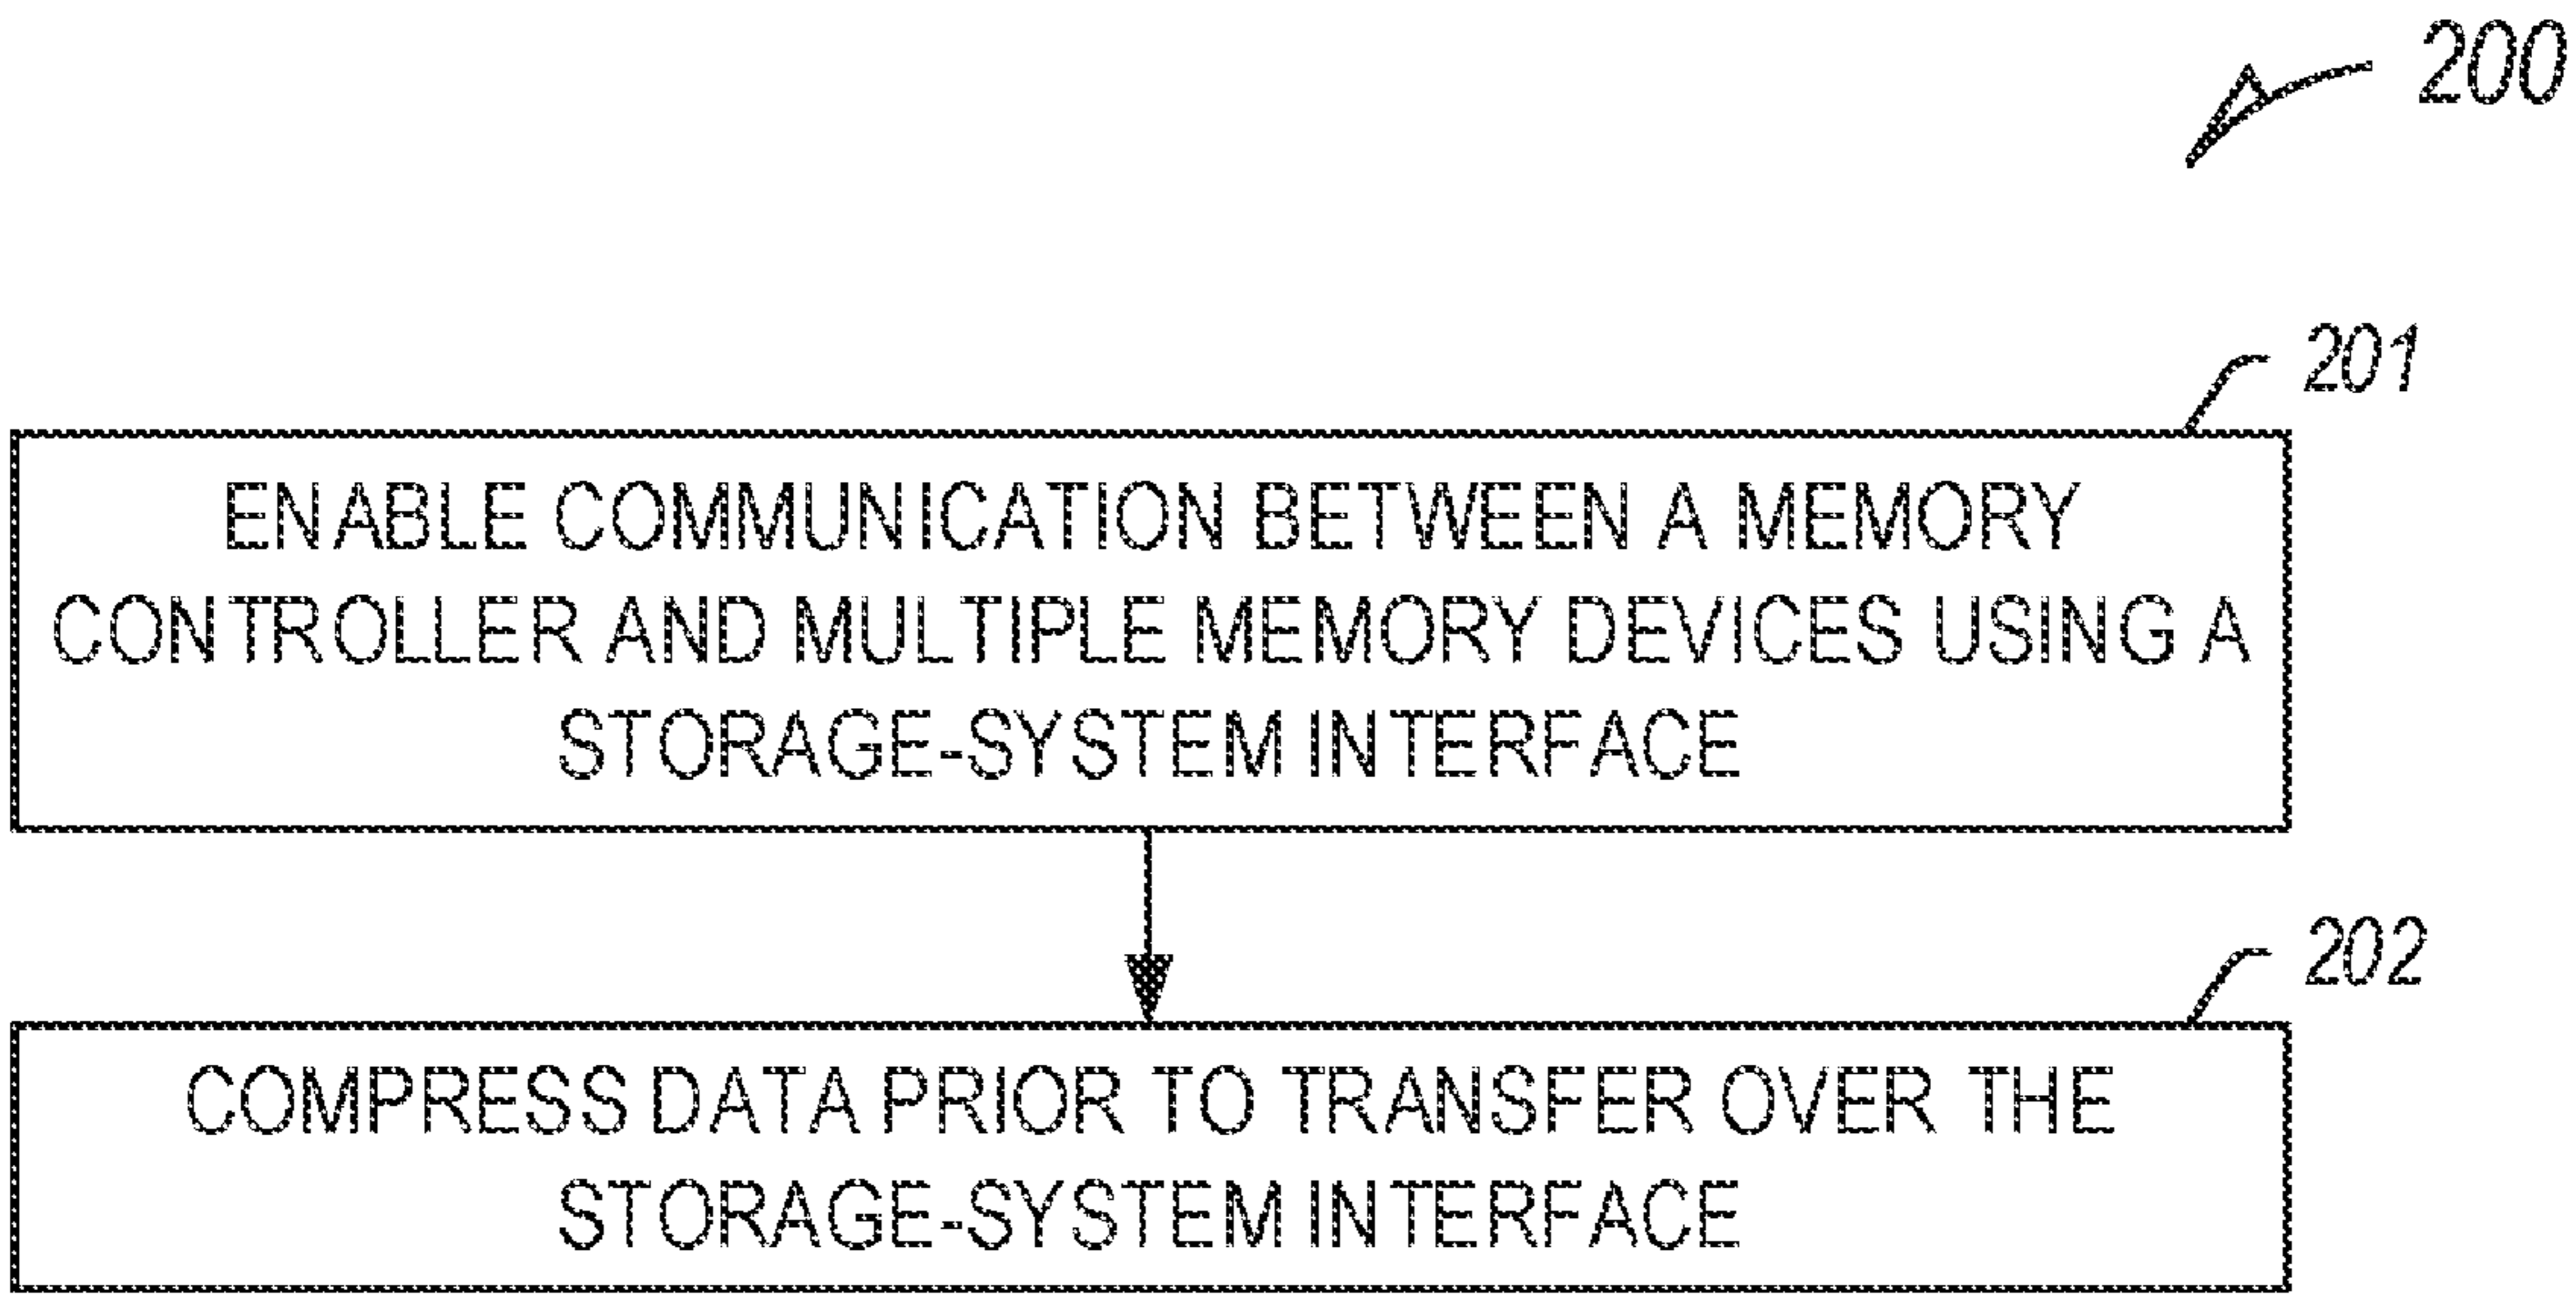 200
201
ENABLE COMMUNICATION BETWEEN A MEMORY
CONTROLLER AND MULTIPLE MEMORY DEVICES USING A
STORAGE-SYSTEM INTERFACE
202
COMPRESS DATA PRIOR TO TRANSFER OVER THE
STORAGE-SYSTEM INTERFACE